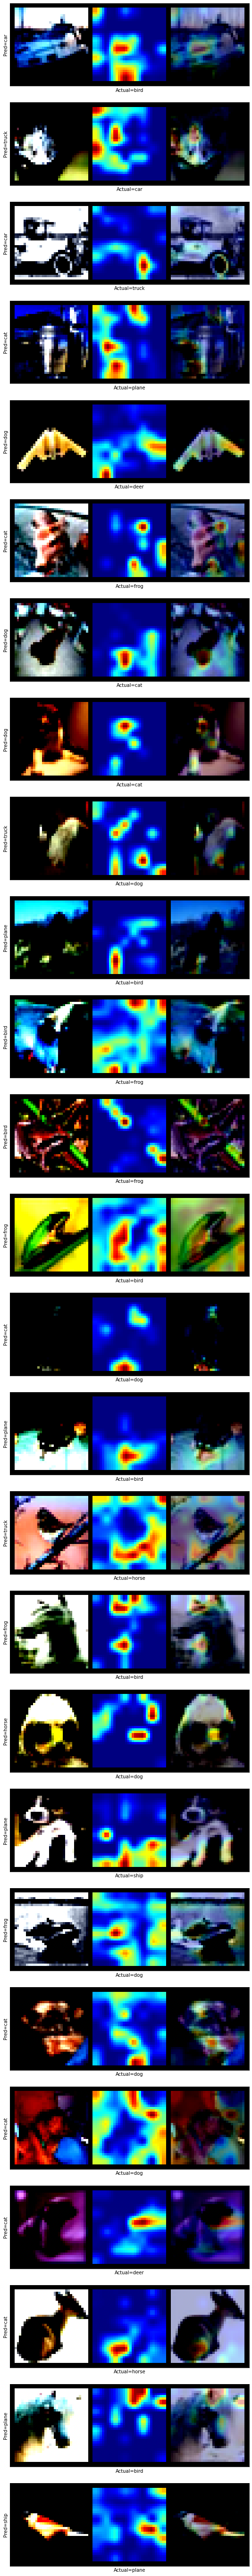 Pred=car
Actual=bird
Pred=truck
Actual=car
Pred=car
Actual=truck
Pred=cat
Actual=plane
Pred=dog
Actual=deer
Pred=cat
Actual=frog
Pred=dog
Actual=cat
Pred=dog
Actual=cat
Pred=truck
Actual=dog
Pred=plane
Actual=bird
Pred=bird
Actual=frog
Pred=bird
Actual=frog
Pred=frog
Actual=bird
Pred=cat
Actual=dog
Pred=plane
Actual=bird
Pred=truck
Actual=horse
Pred=frog
Actual=bird
Pred=horse
Actual=dog
Pred=plane
Actual=ship
Pred=frog
Actual=dog
Pred=cat
Actual=dog
Pred=cat
Actual=dog
Pred=cat
Actual=deer
Pred=cat
Actual=horse
Pred=plane
Actual=bird
Pred=ship
Actual=plane